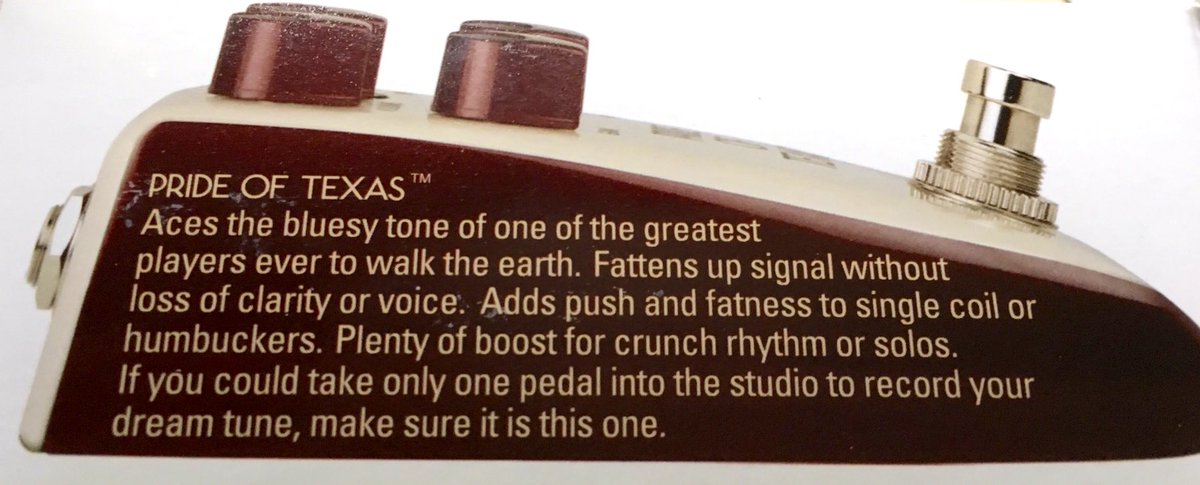 PRIDE OF TEXAS™
Aces the bluesy tone of one of the greatest
players ever to walk the earth. Fattens up signal without
loss of clarity or voice. Adds push and fatness to single coil or
humbuckers. Plenty of boost for crunch rhythm or solos.
If you could take only one pedal into the studio to record your
dream tune, make sure it is this one.